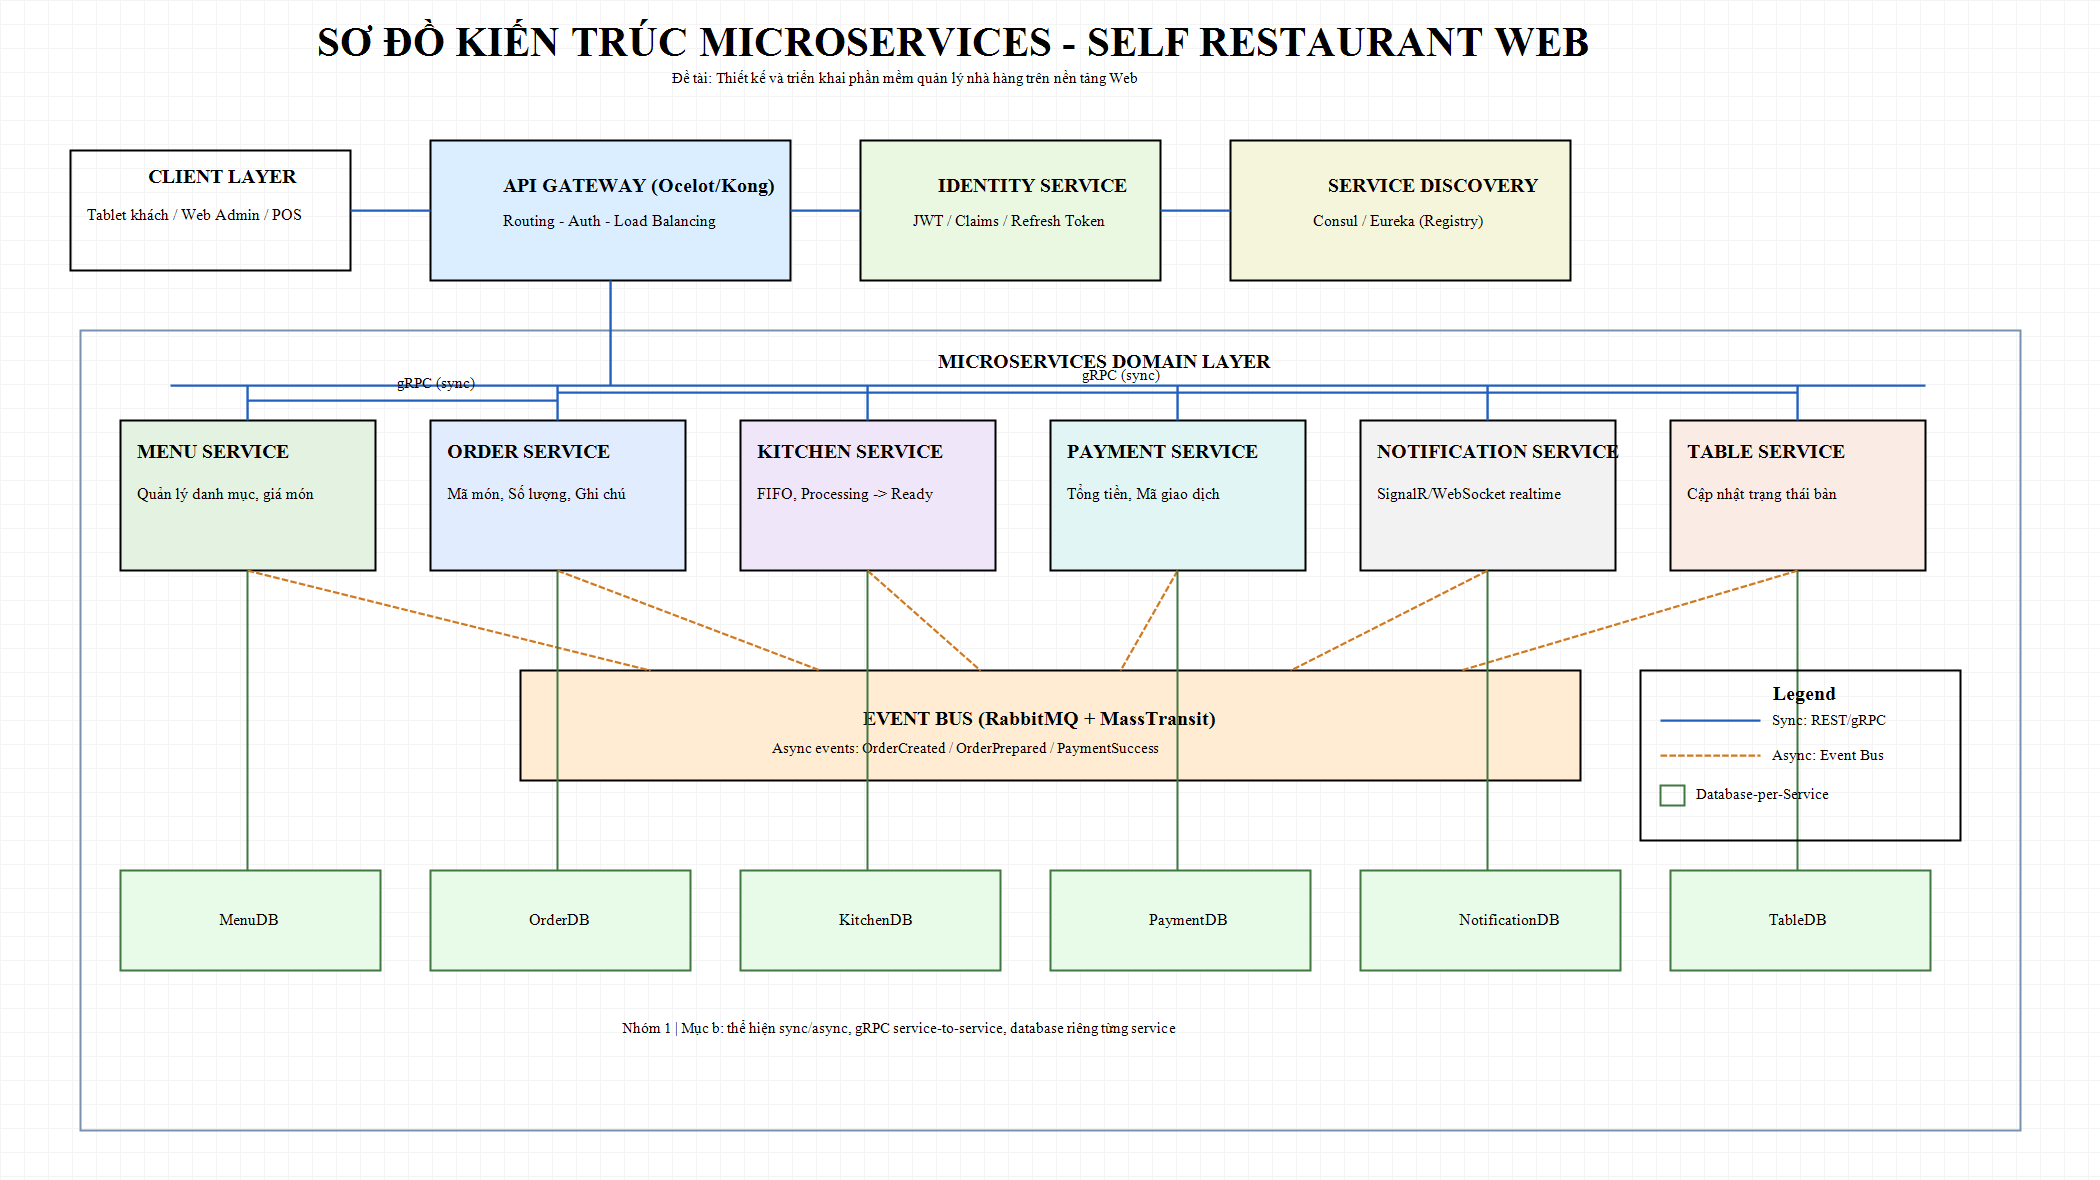 SƠ ĐỒ KIẾN TRÚC MICROSERVICES - SELF RESTAURANT WEB
Đề tài: Thiết kế và triển khai phần mềm quản lý nhà hàng trên nền tảng Web
CLIENT LAYER
Tablet khách / Web Admin / POS
API GATEWAY (Ocelot/Kong)
Routing - Auth - Load Balancing
IDENTITY SERVICE
JWT / Claims / Refresh Token
SERVICE DISCOVERY
Consul / Eureka (Registry)
MICROSERVICES DOMAIN LAYER
gRPC (sync)
gRPC (sync)
MENU SERVICE
Quản lý danh mục, giá món
ORDER SERVICE
Mã món, Số lượng, Ghi chú
KITCHEN SERVICE
FIFO, Processing -> Ready
PAYMENT SERVICE
Tổng tiền, Mã giao dịch
NOTIFICATION SERVICE
SignalR/WebSocket realtime
TABLE SERVICE
Cập nhật trạng thái bàn
EVENT BUS (RabbitMQ + MassTransit)
Async events: OrderCreated / OrderPrepared / PaymentSuccess
Legend
Sync: REST/gRPC
Async: Event Bus
Database-per-Service
MenuDB
OrderDB
KitchenDB
PaymentDB
NotificationDB
TableDB
Nhóm 1 | Mục b: thể hiện sync/async, gRPC service-to-service, database riêng từng service